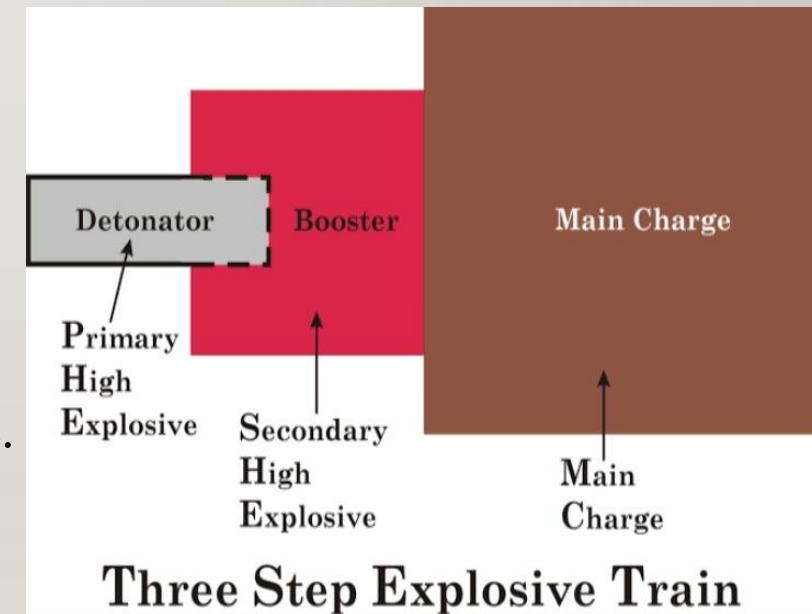 Detonator
Booster
Main Charge
Primary
High
Explosive
.
Secondary
High
Explosive
Main
Charge
Three Step Explosive Train